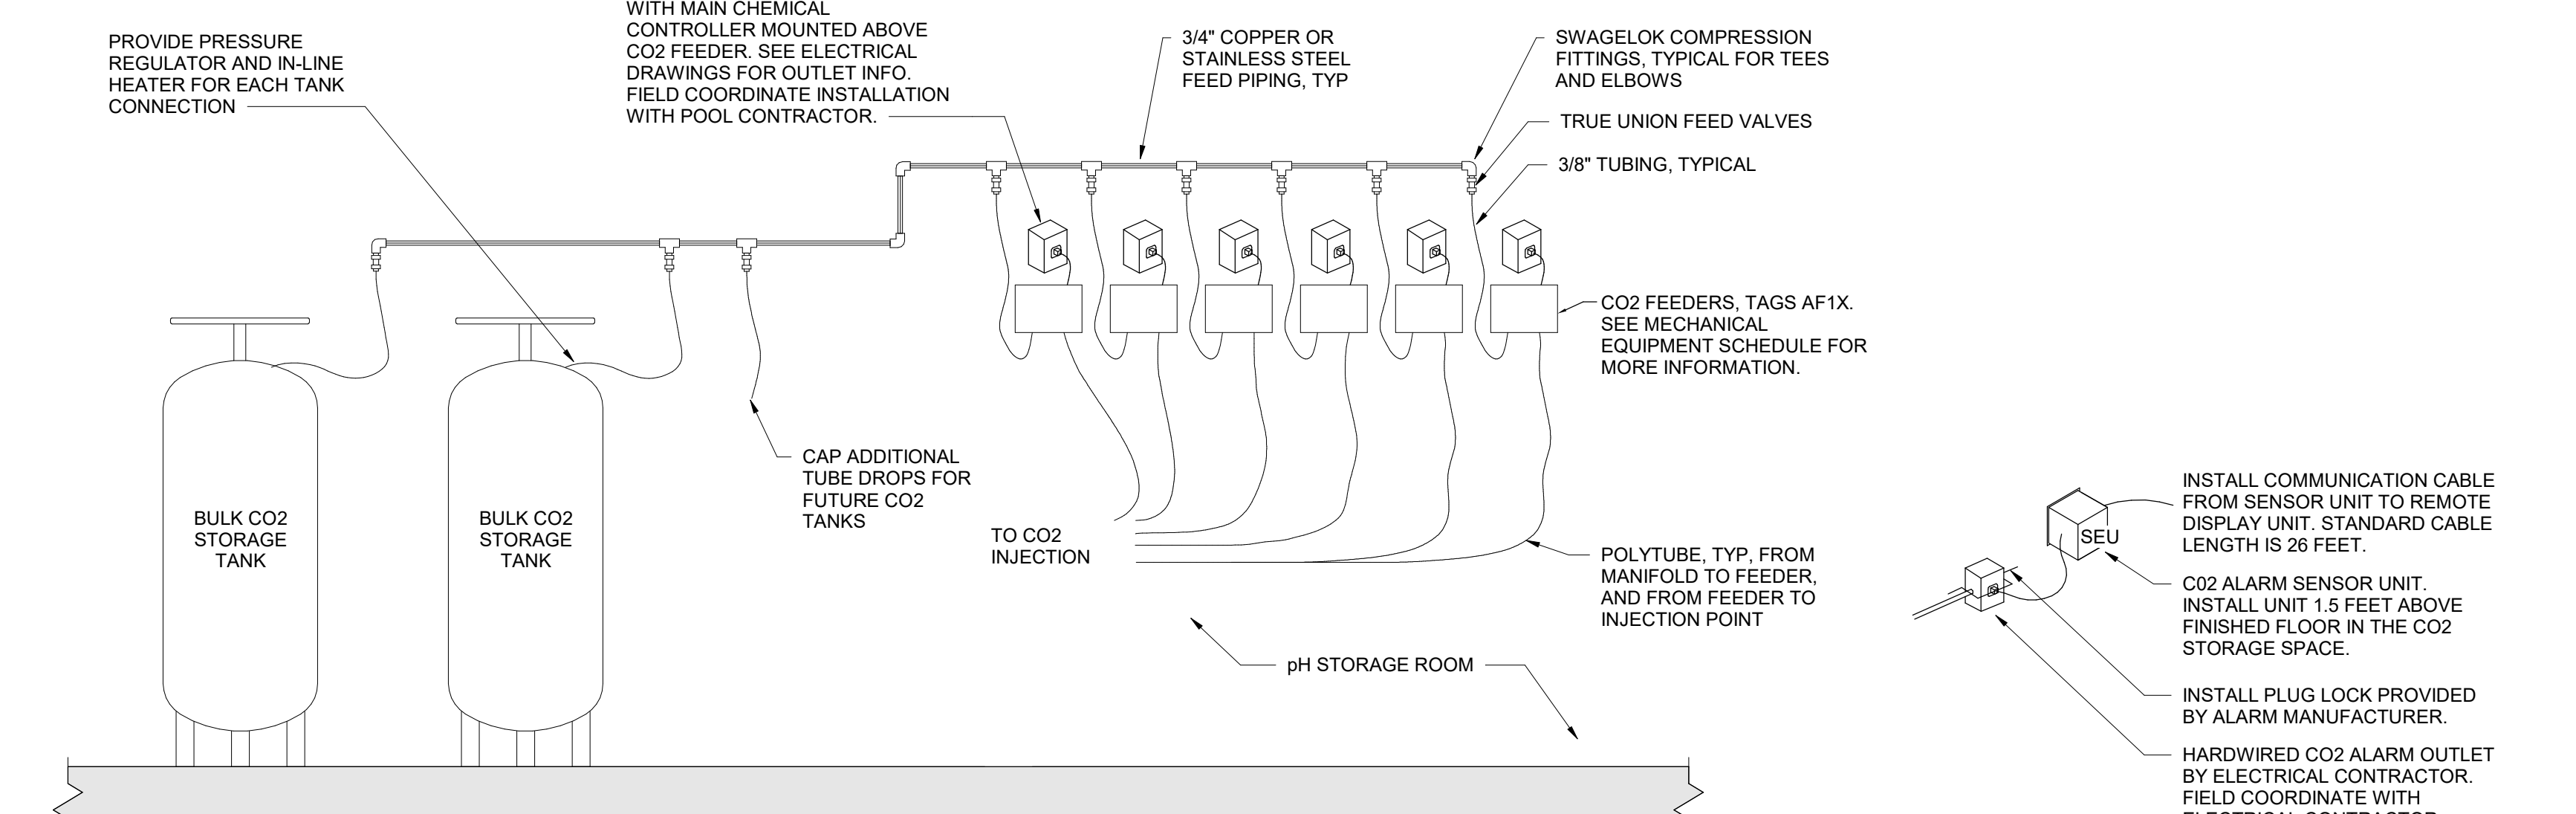 PROVIDE PRESSURE
REGULATOR AND IN-LINE
HEATER FOR EACH TANK
CONNECTION
WITH MAIN CHEMICAL
CONTROLLER MOUNTED ABOVE
CO2 FEEDER. SEE ELECTRICAL
DRAWINGS FOR OUTLET INFO.
FIELD COORDINATE INSTALLATION
WITH POOL CONTRACTOR.
3/4" COPPER OR
STAINLESS STEEL
FEED PIPING, TYP
SWAGELOK COMPRESSION
FITTINGS, TYPICAL FOR TEES
AND ELBOWS
TRUE UNION FEED VALVES
3/8" TUBING, TYPICAL
CO2 FEEDERS, TAGS AF1X.
SEE MECHANICAL
EQUIPMENT SCHEDULE FOR
MORE INFORMATION.
CAP ADDITIONAL
TUBE DROPS FOR
FUTURE CO2
TANKS
BULK CO2
STORAGE
TANK
BULK CO2
STORAGE
TANK
TO CO2
INJECTION
POLYTUBE, TYP, FROM
MANIFOLD TO FEEDER,
AND FROM FEEDER TO
INJECTION POINT
pH STORAGE ROOM
SEU
INSTALL COMMUNICATION CABLE
FROM SENSOR UNIT TO REMOTE
DISPLAY UNIT. STANDARD CABLE
LENGTH IS 26 FEET.
C02 ALARM SENSOR UNIT.
INSTALL UNIT 1.5 FEET ABOVE
FINISHED FLOOR IN THE CO2
STORAGE SPACE.
INSTALL PLUG LOCK PROVIDED
BY ALARM MANUFACTURER.
HARDWIRED CO2 ALARM OUTLET
BY ELECTRICAL CONTRACTOR.
FIELD COORDINATE WITH